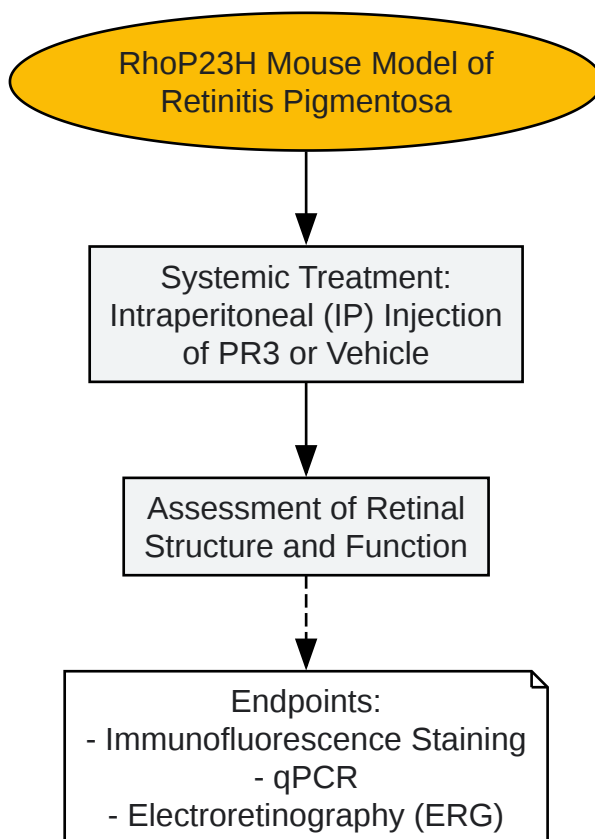 RhoP23H Mouse Model of
Retinitis Pigmentosa
Systemic Treatment:
Intraperitoneal (IP) Injection
of PR3 or Vehicle
Assessment of Retinal
Structure and Function
Endpoints:
- Immunofluorescence Staining
- qPCR
- Electroretinography (ERG)